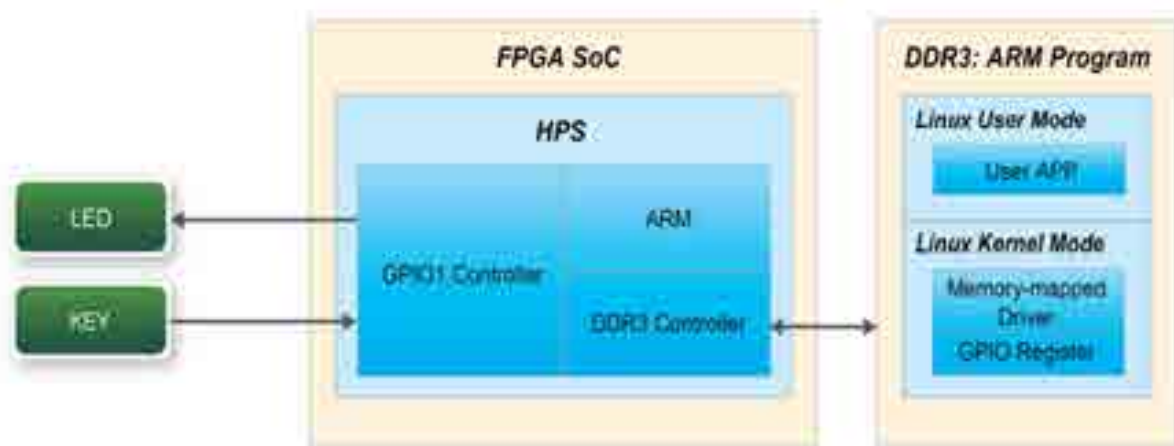 FPGA SoC
HPS
LED
KEY
GPIO1 Controller
ARM
DDR3 Controller
DDR3: ARM Program
Linux User Mode
User APP
Linux Kernel Mode
Memory-mapped
Driver
GPIO Register